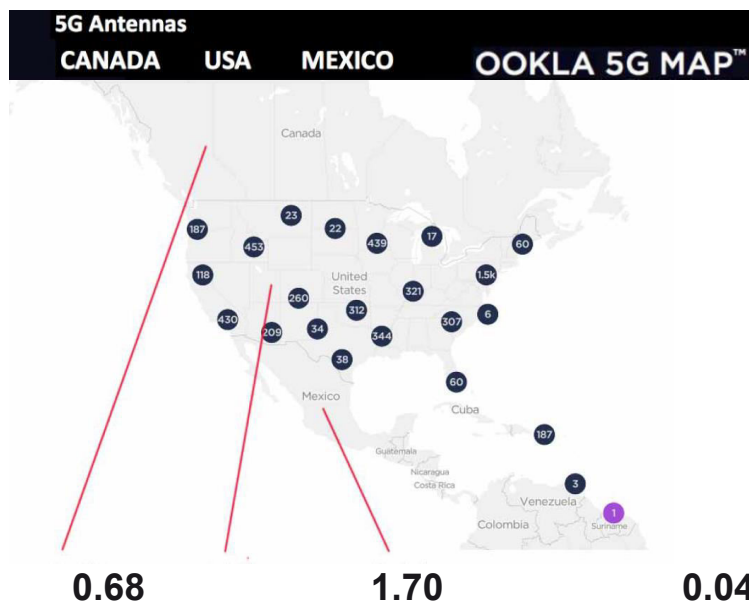 5G Antennas
CANADA USA MEXICO OOKLA 5G MAP™
Canada
23
187
22
439
17
60
453
118
United
States
1.5k
260
321
312
6
430
209
34
307
344
38
60
Mexico
Cuba
187
Guatemala
Nicaragua
Costa Rica
3
Venezuela
1
Colombia
Suriname
0.68 1.70 0.04